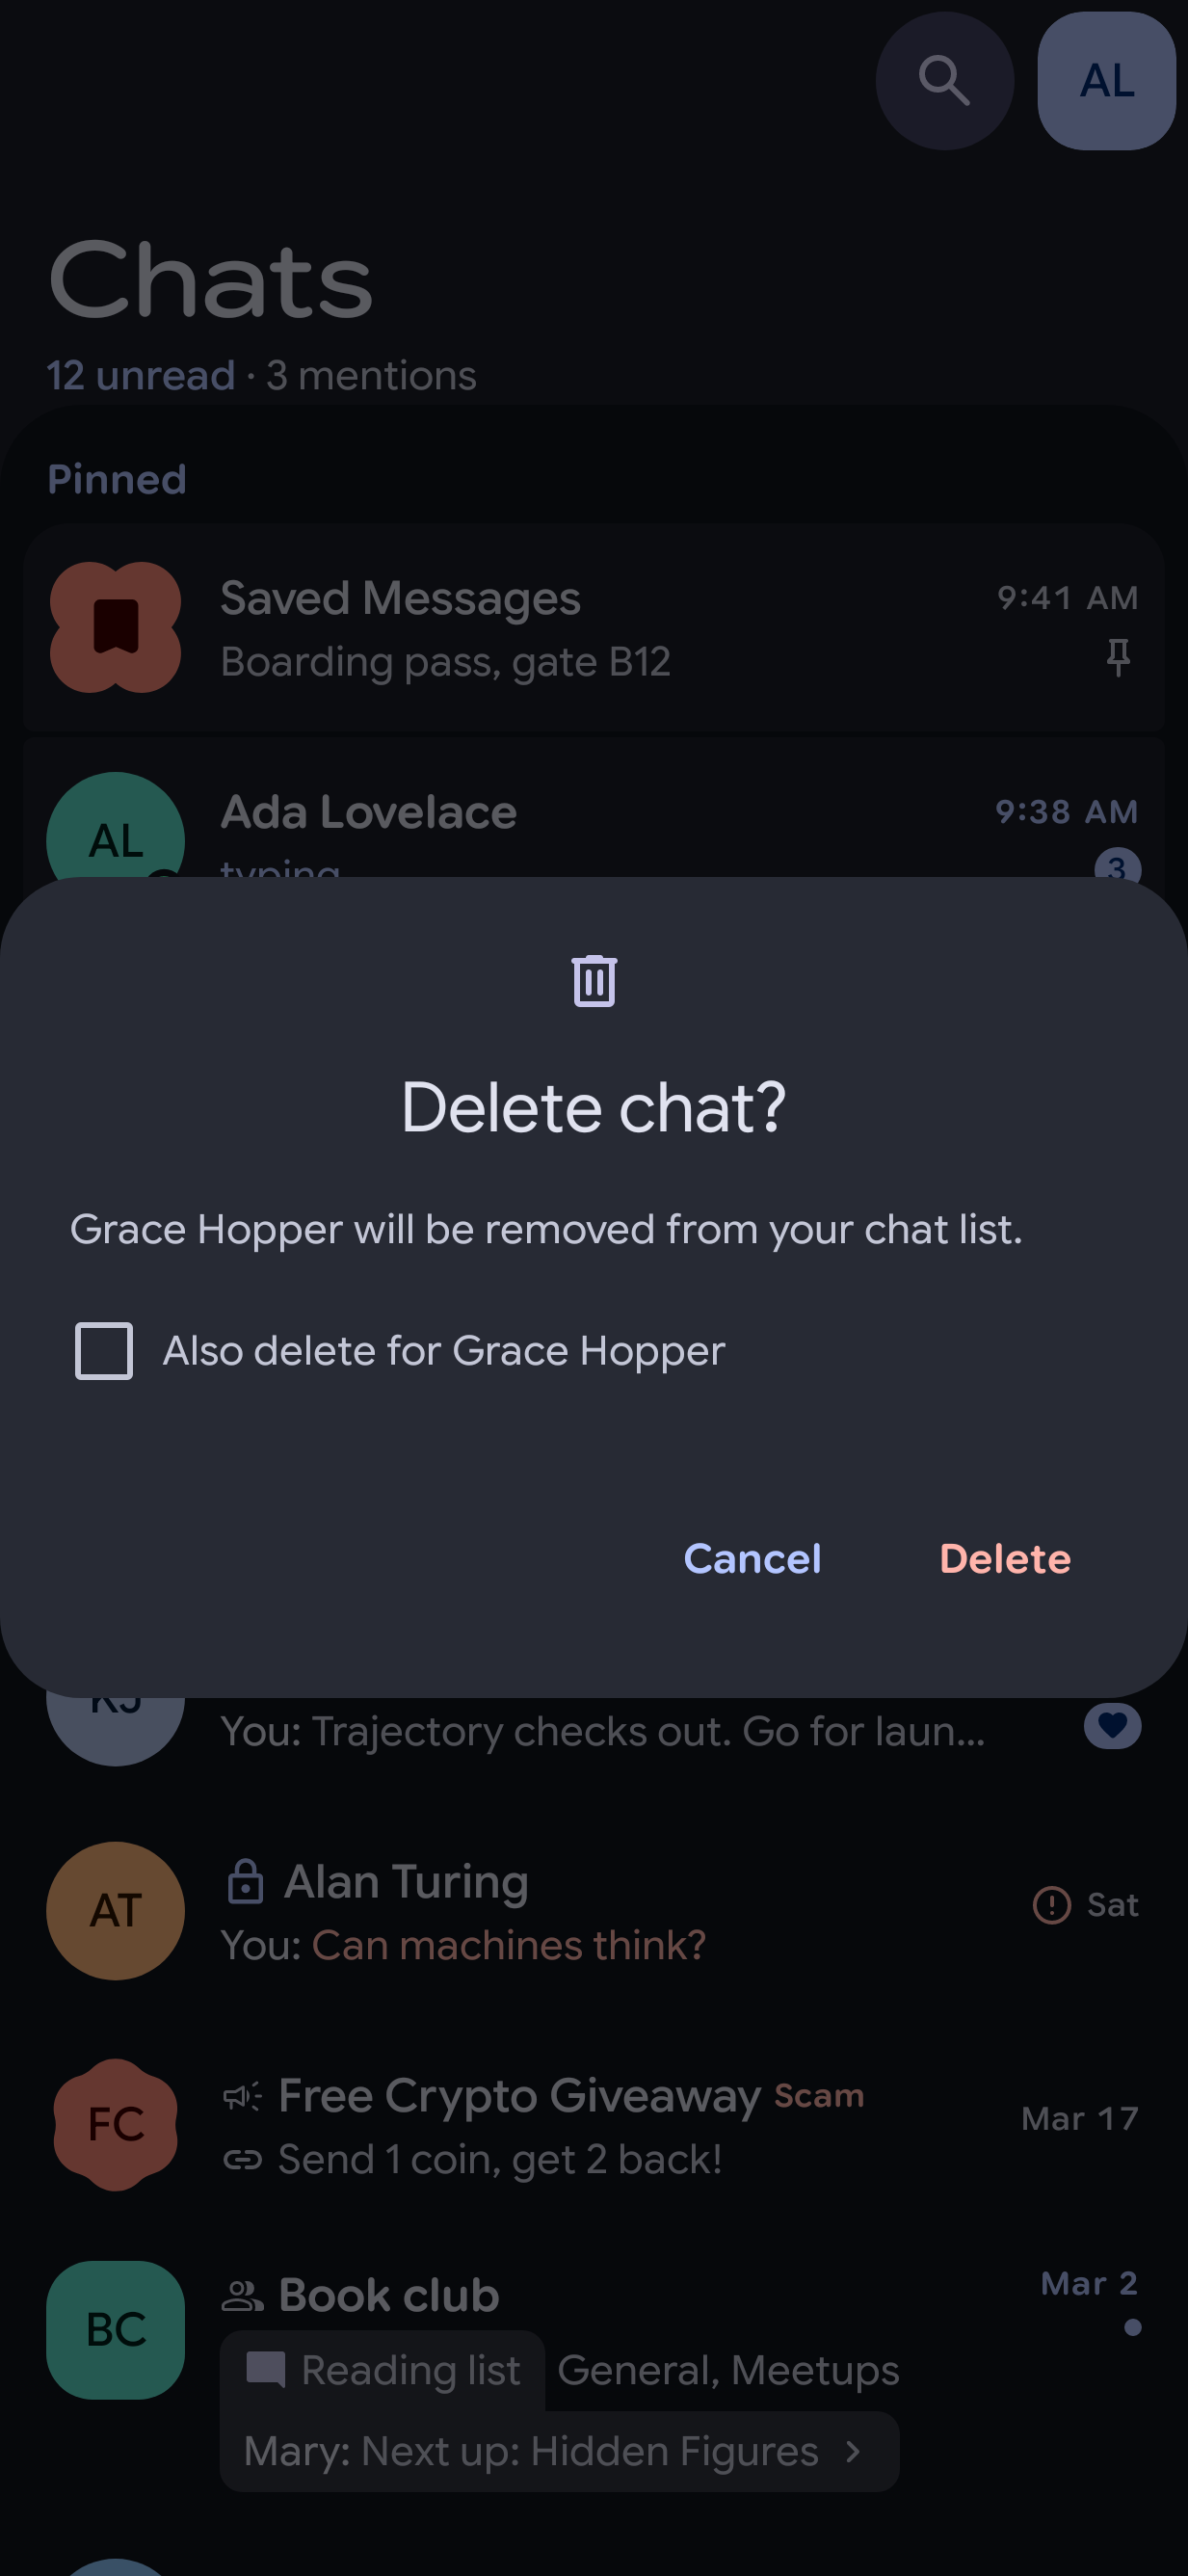 AL
Chats
12 unread · 3 mentions
Pinned
Saved Messages
9:41 AM
Boarding pass, gate B12
AL
Ada Lovelace
9:38 AM
typing
3
Delete chat?
Grace Hopper will be removed from your chat list.
Also delete for Grace Hopper
Cancel
Delete
KJ
You: Trajectory checks out. Go for laun...
AT
Alan Turing
Sat
You: Can machines think?
FC
Free Crypto Giveaway Scam
Mar 17
Send 1 coin, get 2 back!
BC
Book club
Mar 2
Reading list
General, Meetups
Mary: Next up: Hidden Figures